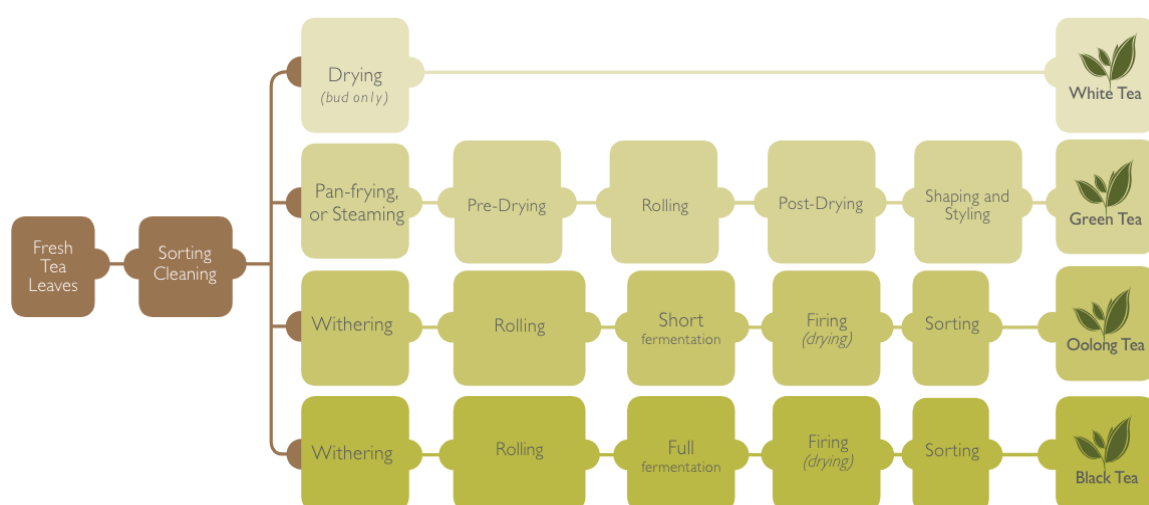 Fresh
Tea
Leaves
Sorting
Cleaning
Drying
(bud only)
White Tea
Pan-frying,
or Steaming
Pre-Drying
Rolling
Post-Drying
Shaping and
Styling
Green Tea
Withering
Rolling
Short
fermentation
Firing
(drying)
Sorting
Oolong Tea
Withering
Rolling
Full
fermentation
Firing
(drying)
Sorting
Black Tea